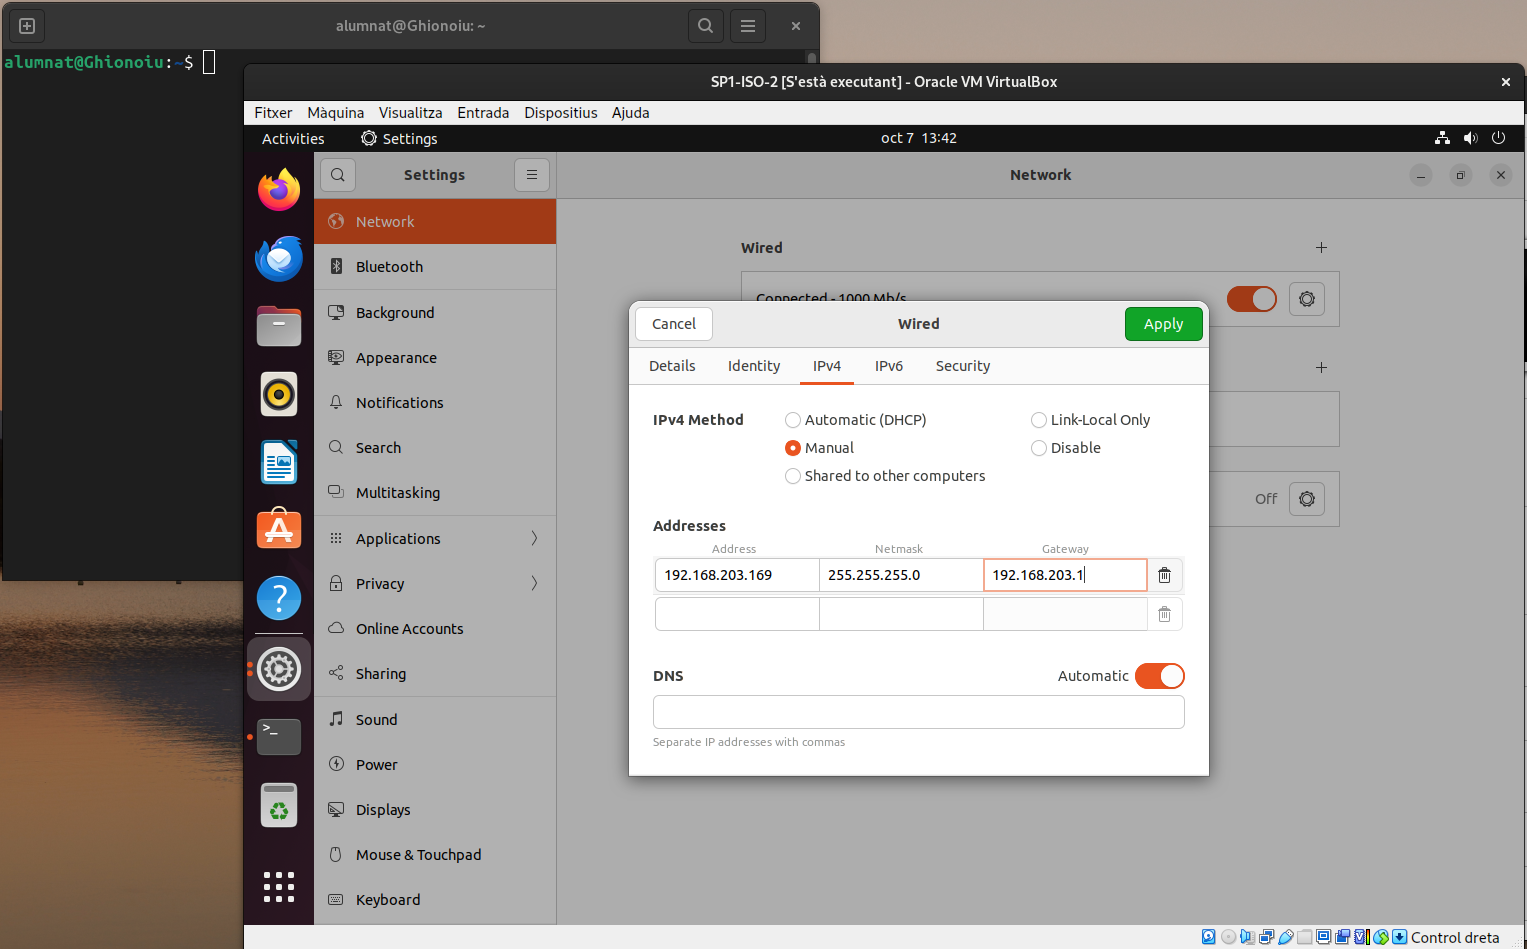 alumnat@Ghionoiu: ~
alumnat@Ghionoiu:~$
SP1-ISO-2 [S'està executant] - Oracle VM VirtualBox
Fitxer Màquina Visualitza Entrada Dispositius Ajuda
Activities Settings oct 7 13:42
Settings Network
Network
Bluetooth
Background
Appearance
Notifications
Search
Multitasking
Applications
Privacy
Online Accounts
Sharing
Sound
Power
Displays
Mouse & Touchpad
Keyboard
Wired
Connected - 1000 Mb/s
Off
Cancel Wired Apply
Details Identity IPv4 IPv6 Security
IPv4 Method Automatic (DHCP) Link-Local Only
Manual Disable
Shared to other computers
Addresses
Address Netmask Gateway
192.168.203.169 255.255.255.0 192.168.203.1
DNS Automatic
Separate IP addresses with commas
Control dreta